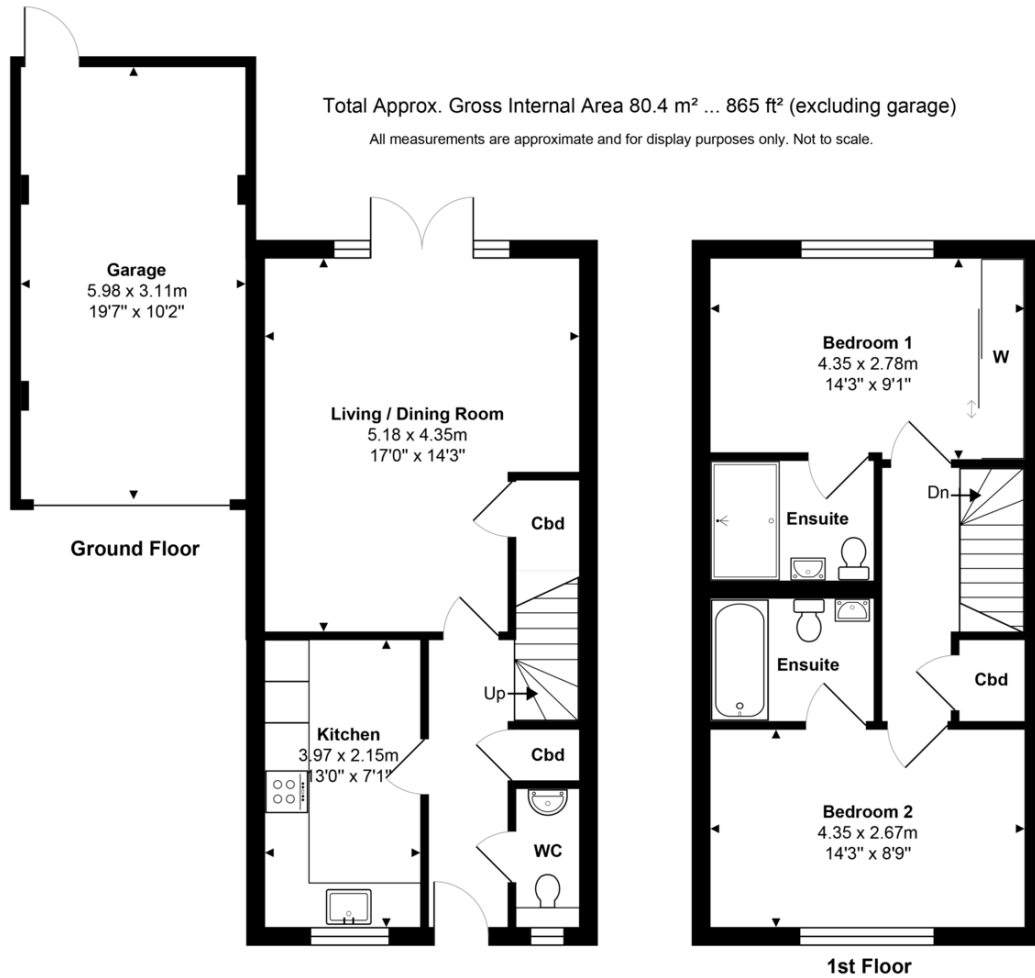 Total Approx. Gross Internal Area 80.4 m² ... 865 ft² (excluding garage)
All measurements are approximate and for display purposes only. Not to scale.
Garage
5.98 x 3.11m
19'7" x 10'2"
Ground Floor
Living / Dining Room
5.18 x 4.35m
17'0" x 14'3"
Cbd
Up
Kitchen
3.97 x 2.15m
13'0" x 7'1"
Cbd
WC
Bedroom 1
4.35 x 2.78m
14'3" x 9'1"
W
Dn
Ensuite
Ensuite
Cbd
Bedroom 2
4.35 x 2.67m
14'3" x 8'9"
1st Floor